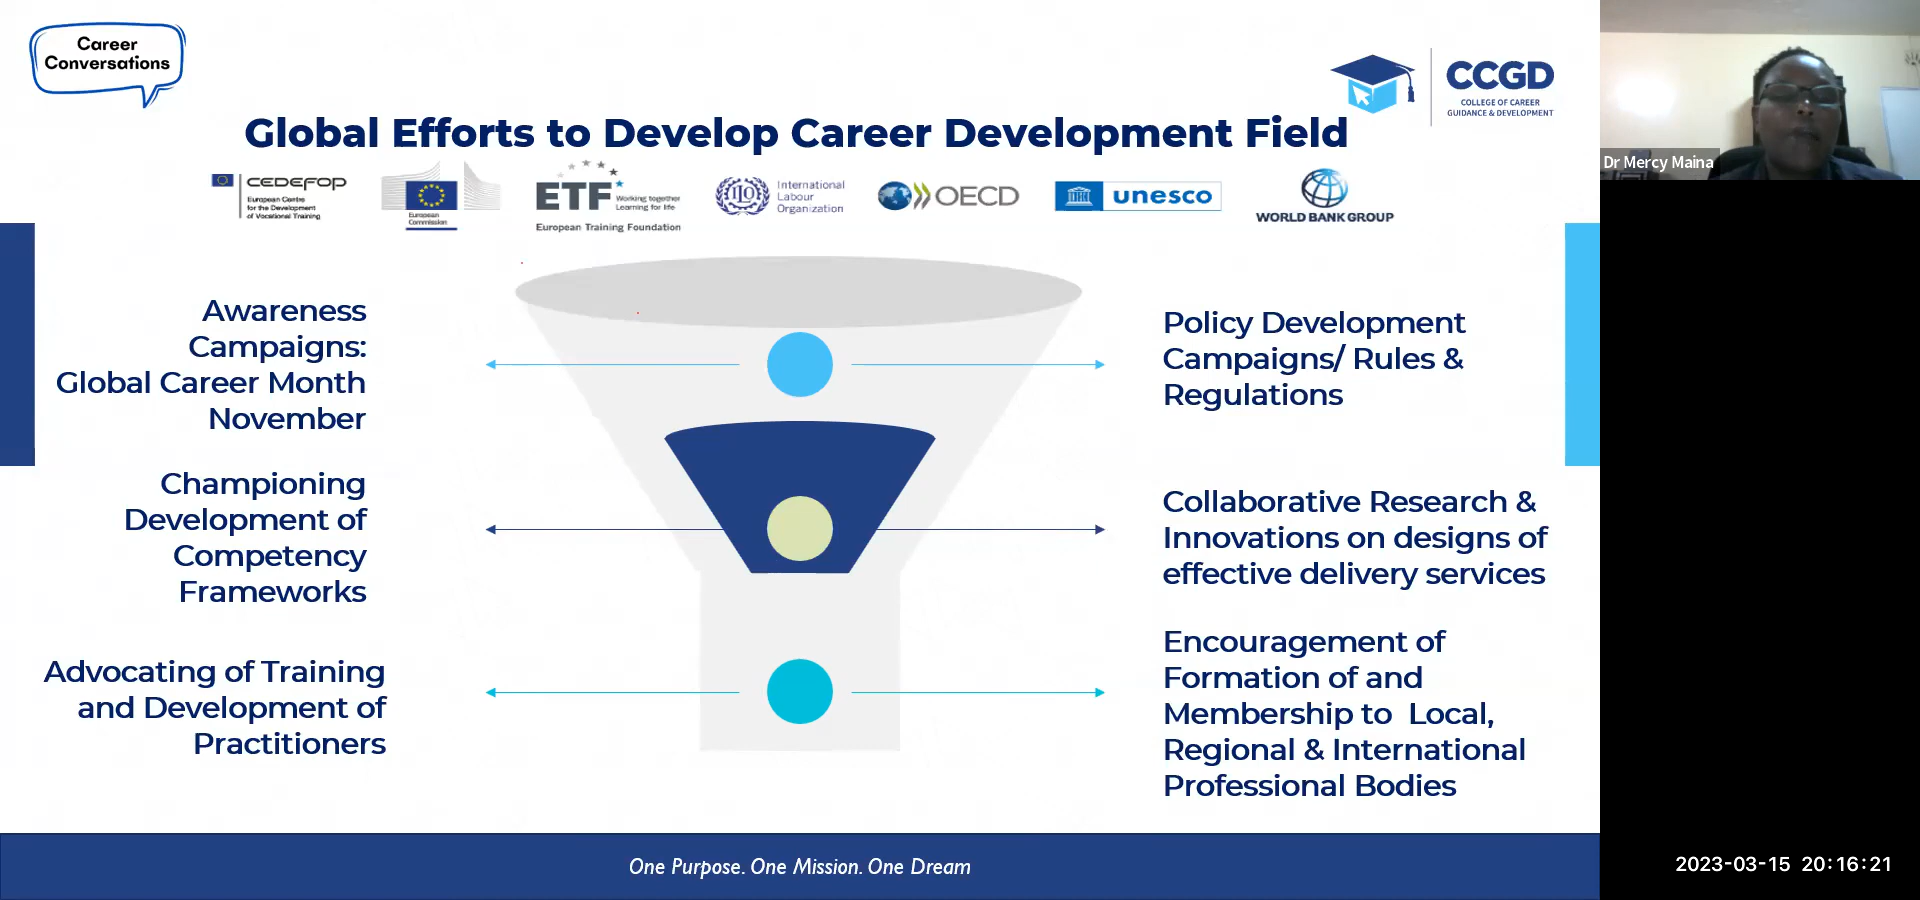 Career
Conversations
CCGD
COLLEGE OF CAREER
GUIDANCE & DEVELOPMENT
Global Efforts to Develop Career Development Field
CEDEFOP
European Centre
for the Development
of Vocational Training
European
Commission
ETF
Working together
Learning for life
European Training Foundation
ILO
International
Labour
Organization
OECD
unesco
WORLD BANK GROUP
Awareness
Campaigns:
Global Career Month
November
Championing
Development of
Competency
Frameworks
Advocating of Training
and Development of
Practitioners
Policy Development
Campaigns/ Rules &
Regulations
Collaborative Research &
Innovations on designs of
effective delivery services
Encouragement of
Formation of and
Membership to Local,
Regional & International
Professional Bodies
One Purpose. One Mission. One Dream
Dr Mercy Maina
2023-03-15 20:16:21